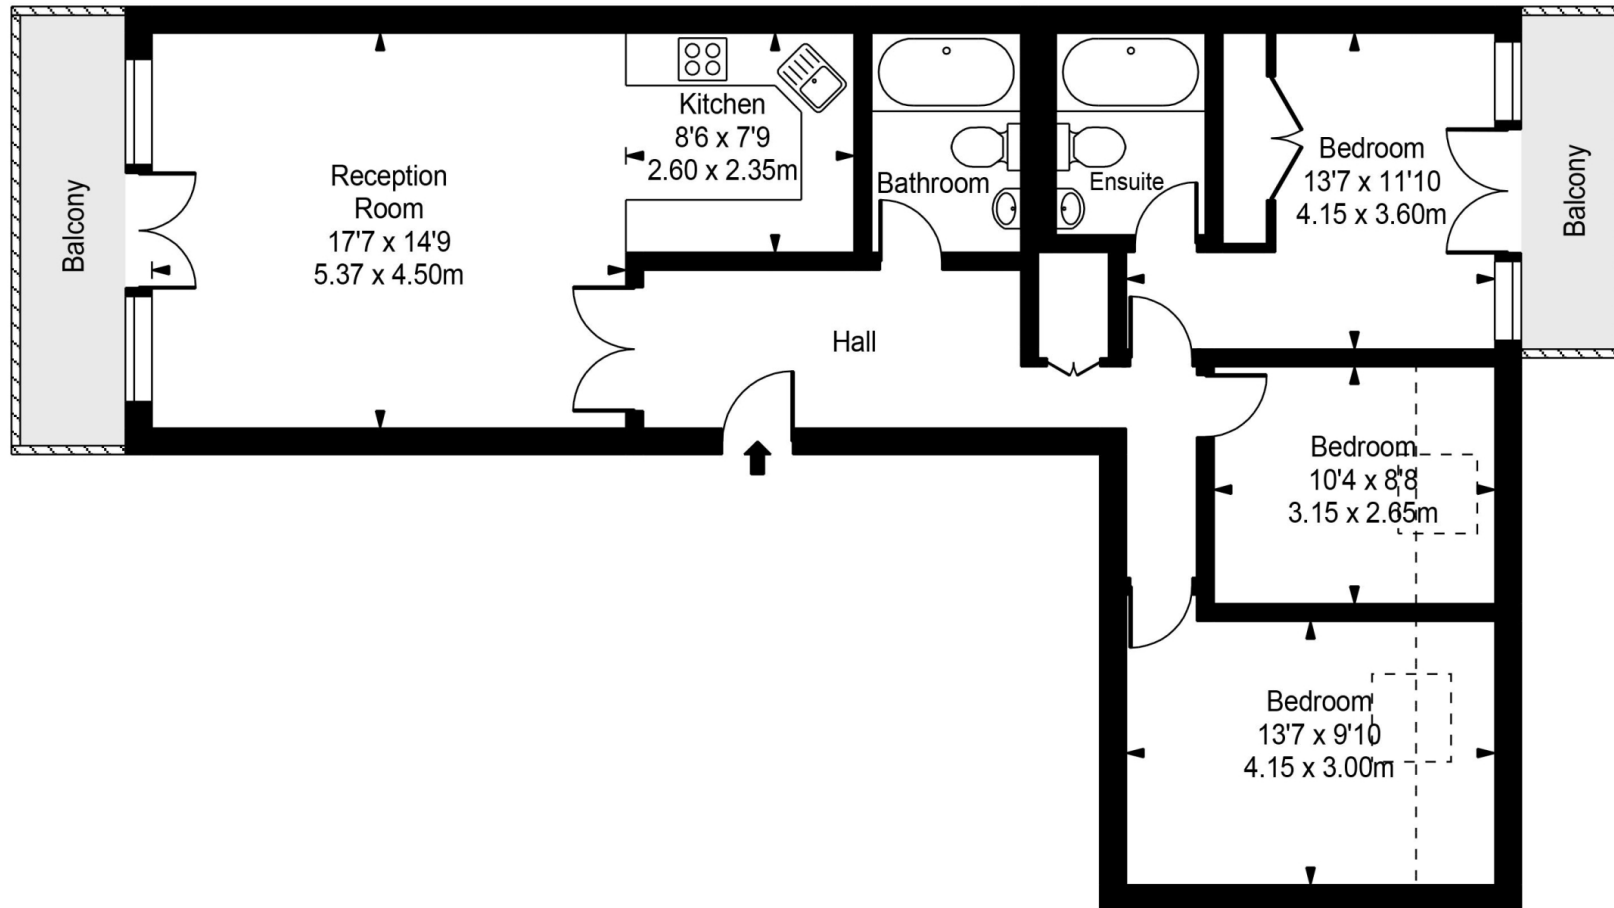 Balcony
Reception
Room
17'7 x 14'9
5.37 x 4.50m
Kitchen
8'6 x 7'9
2.60 x 2.35m
Bathroom
Ensuite
Bedroom
13'7 x 11'10
4.15 x 3.60m
Balcony
Hall
Bedroom
10'4 x 8'8
3.15 x 2.65m
Bedroom
13'7 x 9'10
4.15 x 3.00m